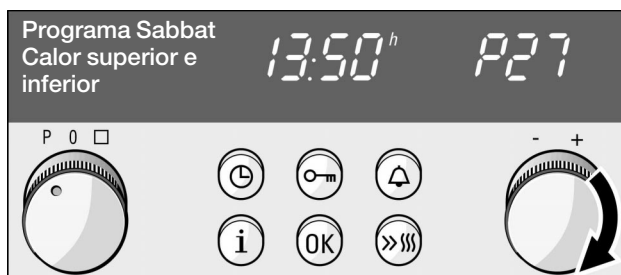 Programa Sabbat
Calor superior e
inferior
13:50 h
P27
P 0
- +
i
OK